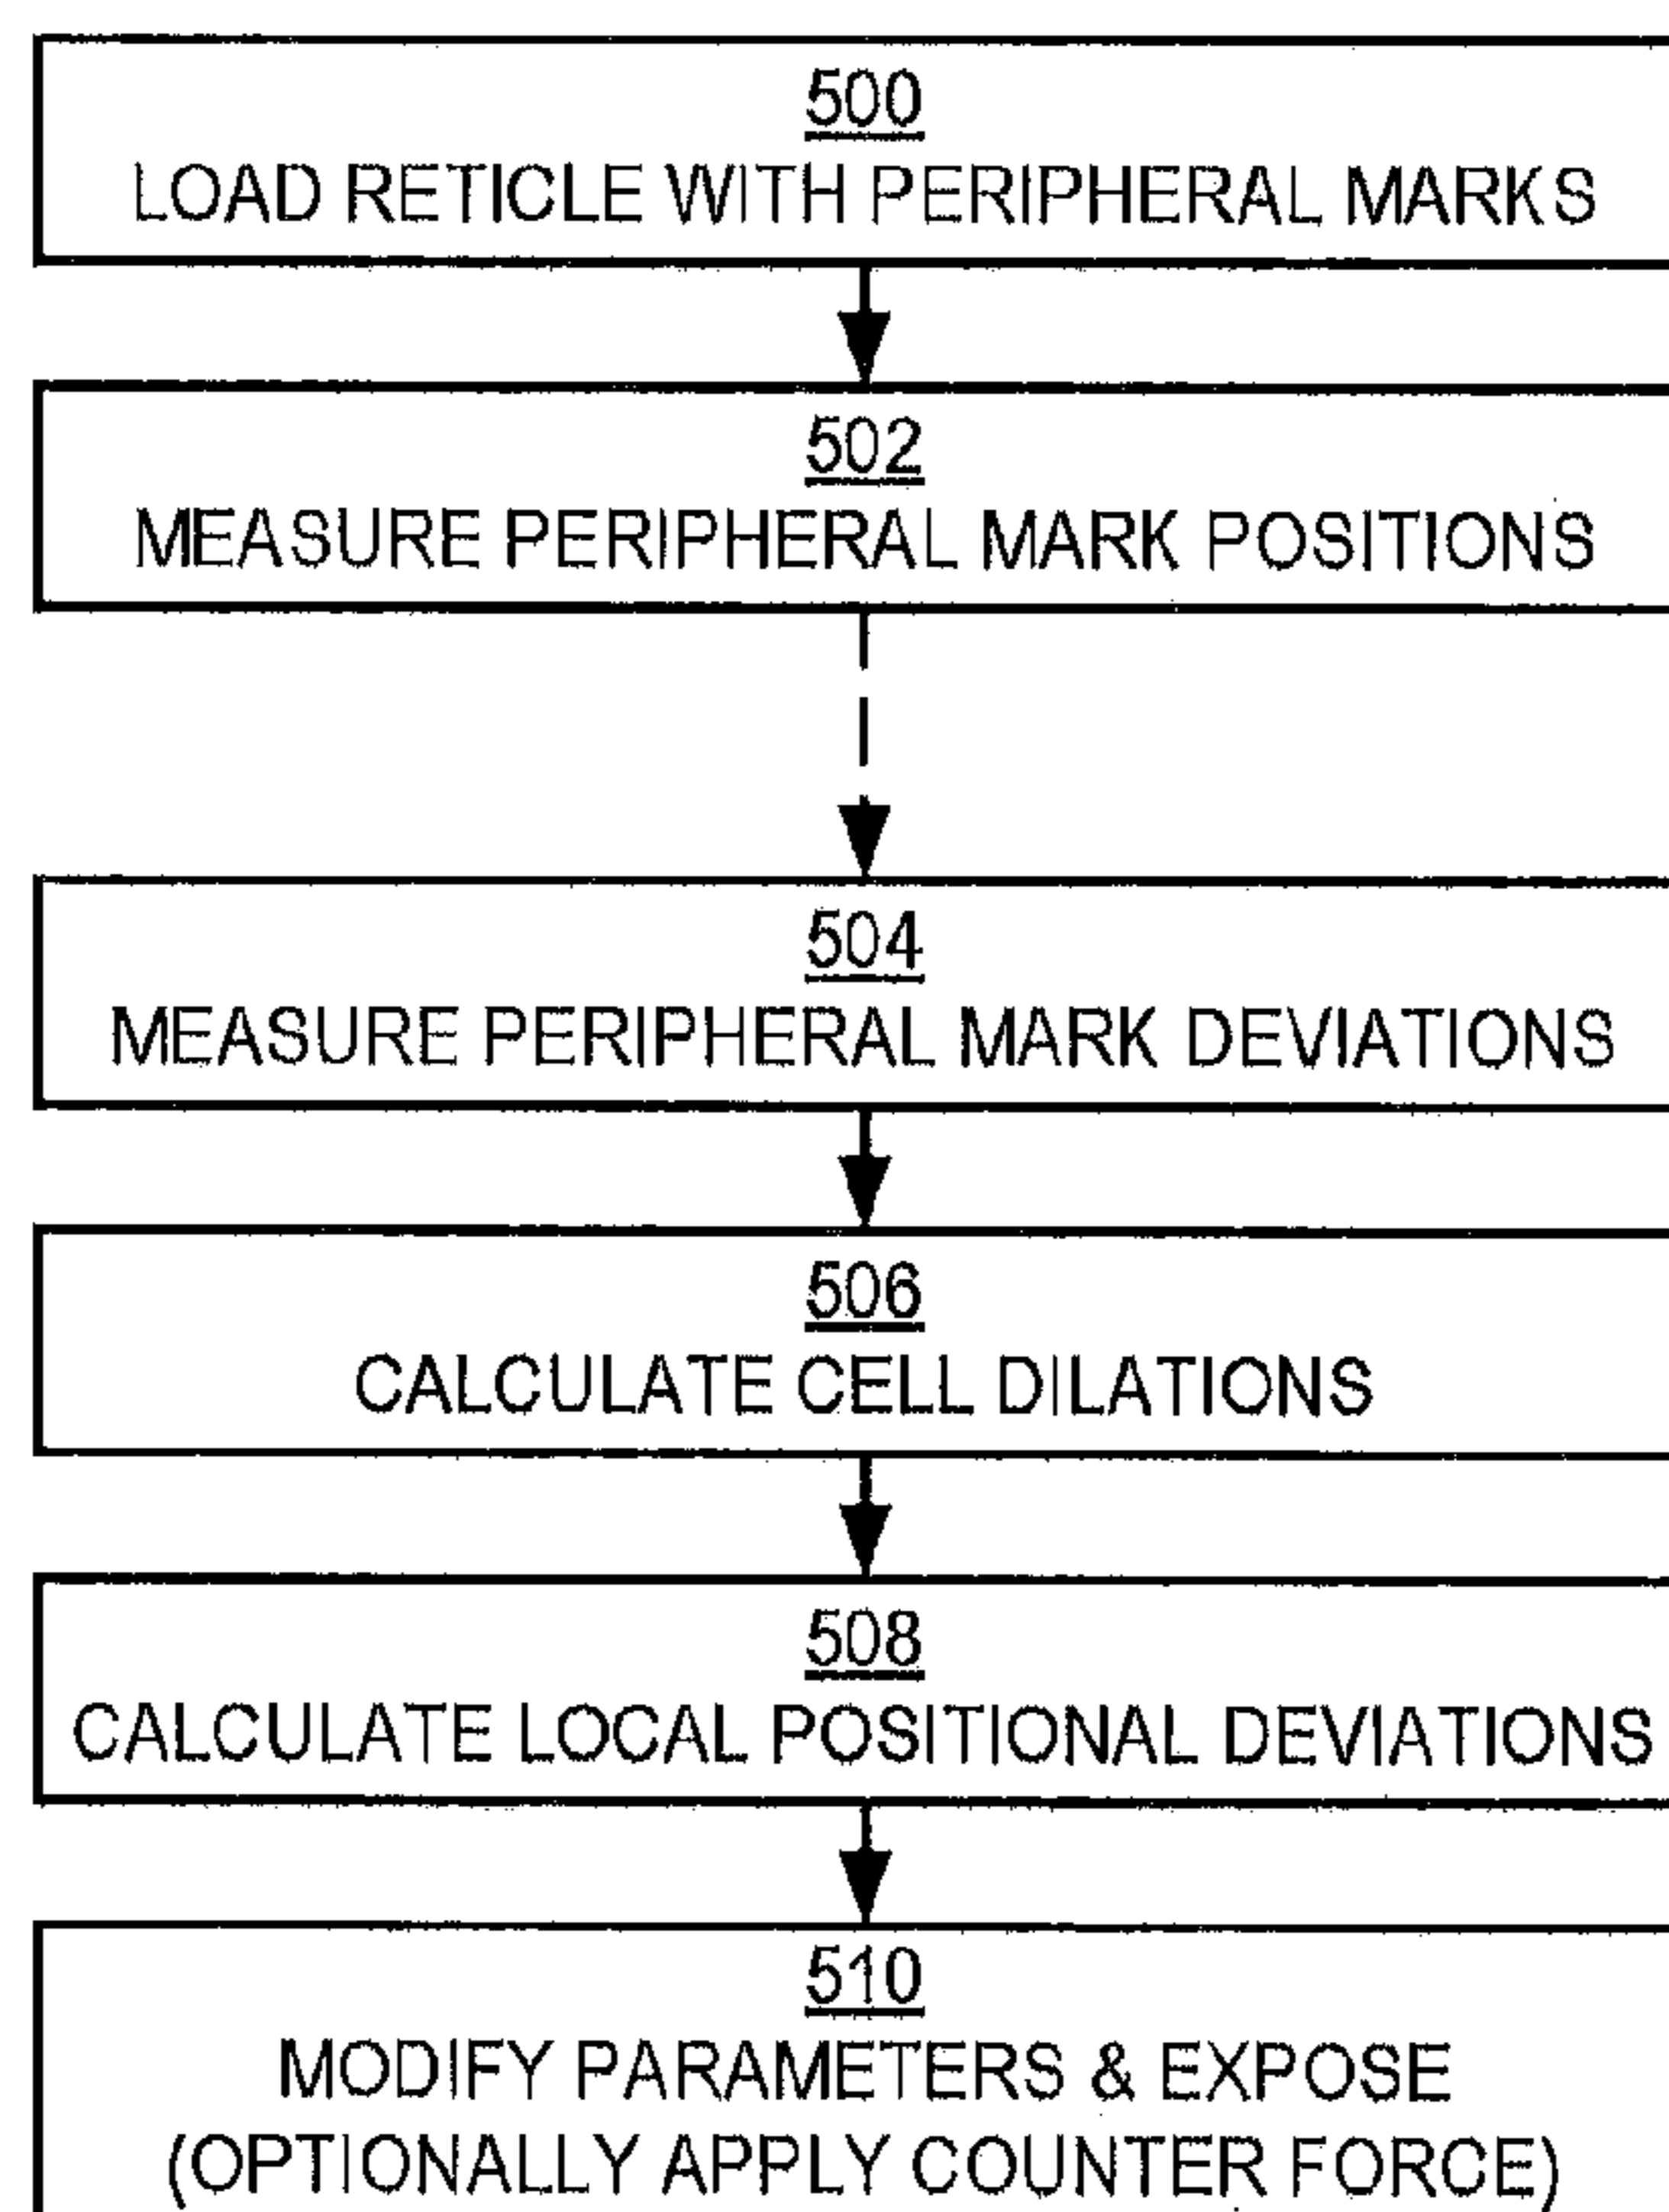 500
LOAD RETICLE WITH PERIPHERAL MARKS
502
MEASURE PERIPHERAL MARK POSITIONS
504
MEASURE PERIPHERAL MARK DEVIATIONS
506
CALCULATE CELL DILATIONS
508
CALCULATE LOCAL POSITIONAL DEVIATIONS
510
MODIFY PARAMETERS & EXPOSE
(OPTIONALLY APPLY COUNTER FORCE)